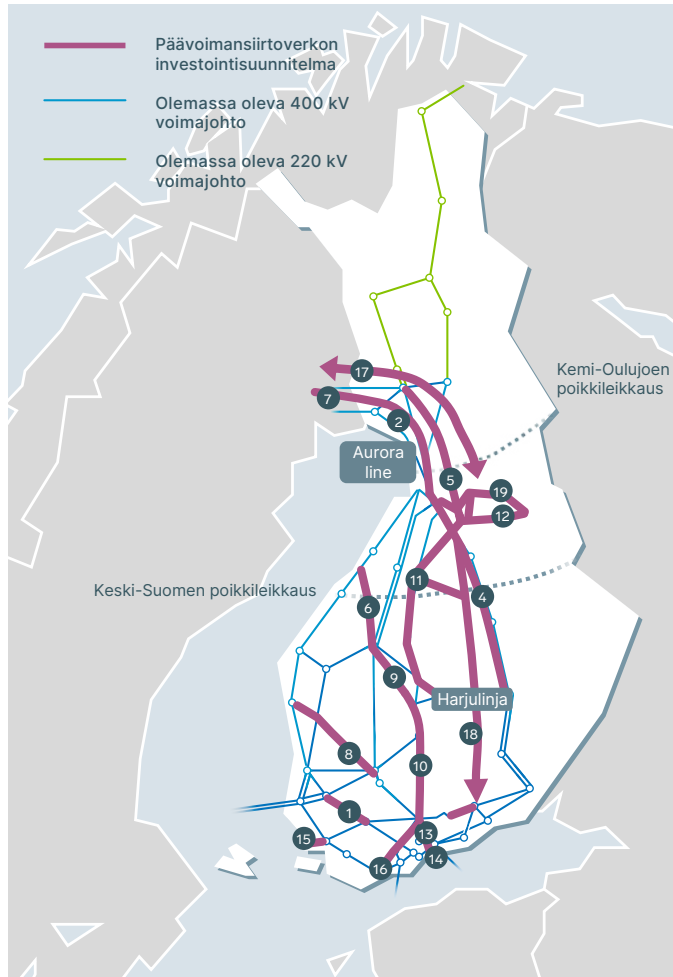 Päävoimansiirtoverkon
investointisuunnitelma
Olemassa oleva 400 kV
voimajohto
Olemassa oleva 220 kV
voimajohto
Kemi-Oulujoen
poikkileikkaus
17
7
2
Aurora
line
5
19
12
11
Keski-Suomen poikkileikkaus
4
6
9
Harjulinja
18
8
10
1
13
15
14
16